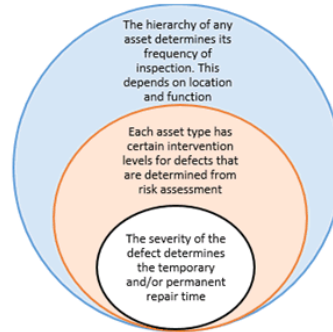 The hierarchy of any
asset determines its
frequency of
inspection. This
depends on location
and function
Each asset type has
certain intervention
levels for defects that
are determined from
risk assessment
The severity of the
defect determines
the temporary
and/or permanent
repair time